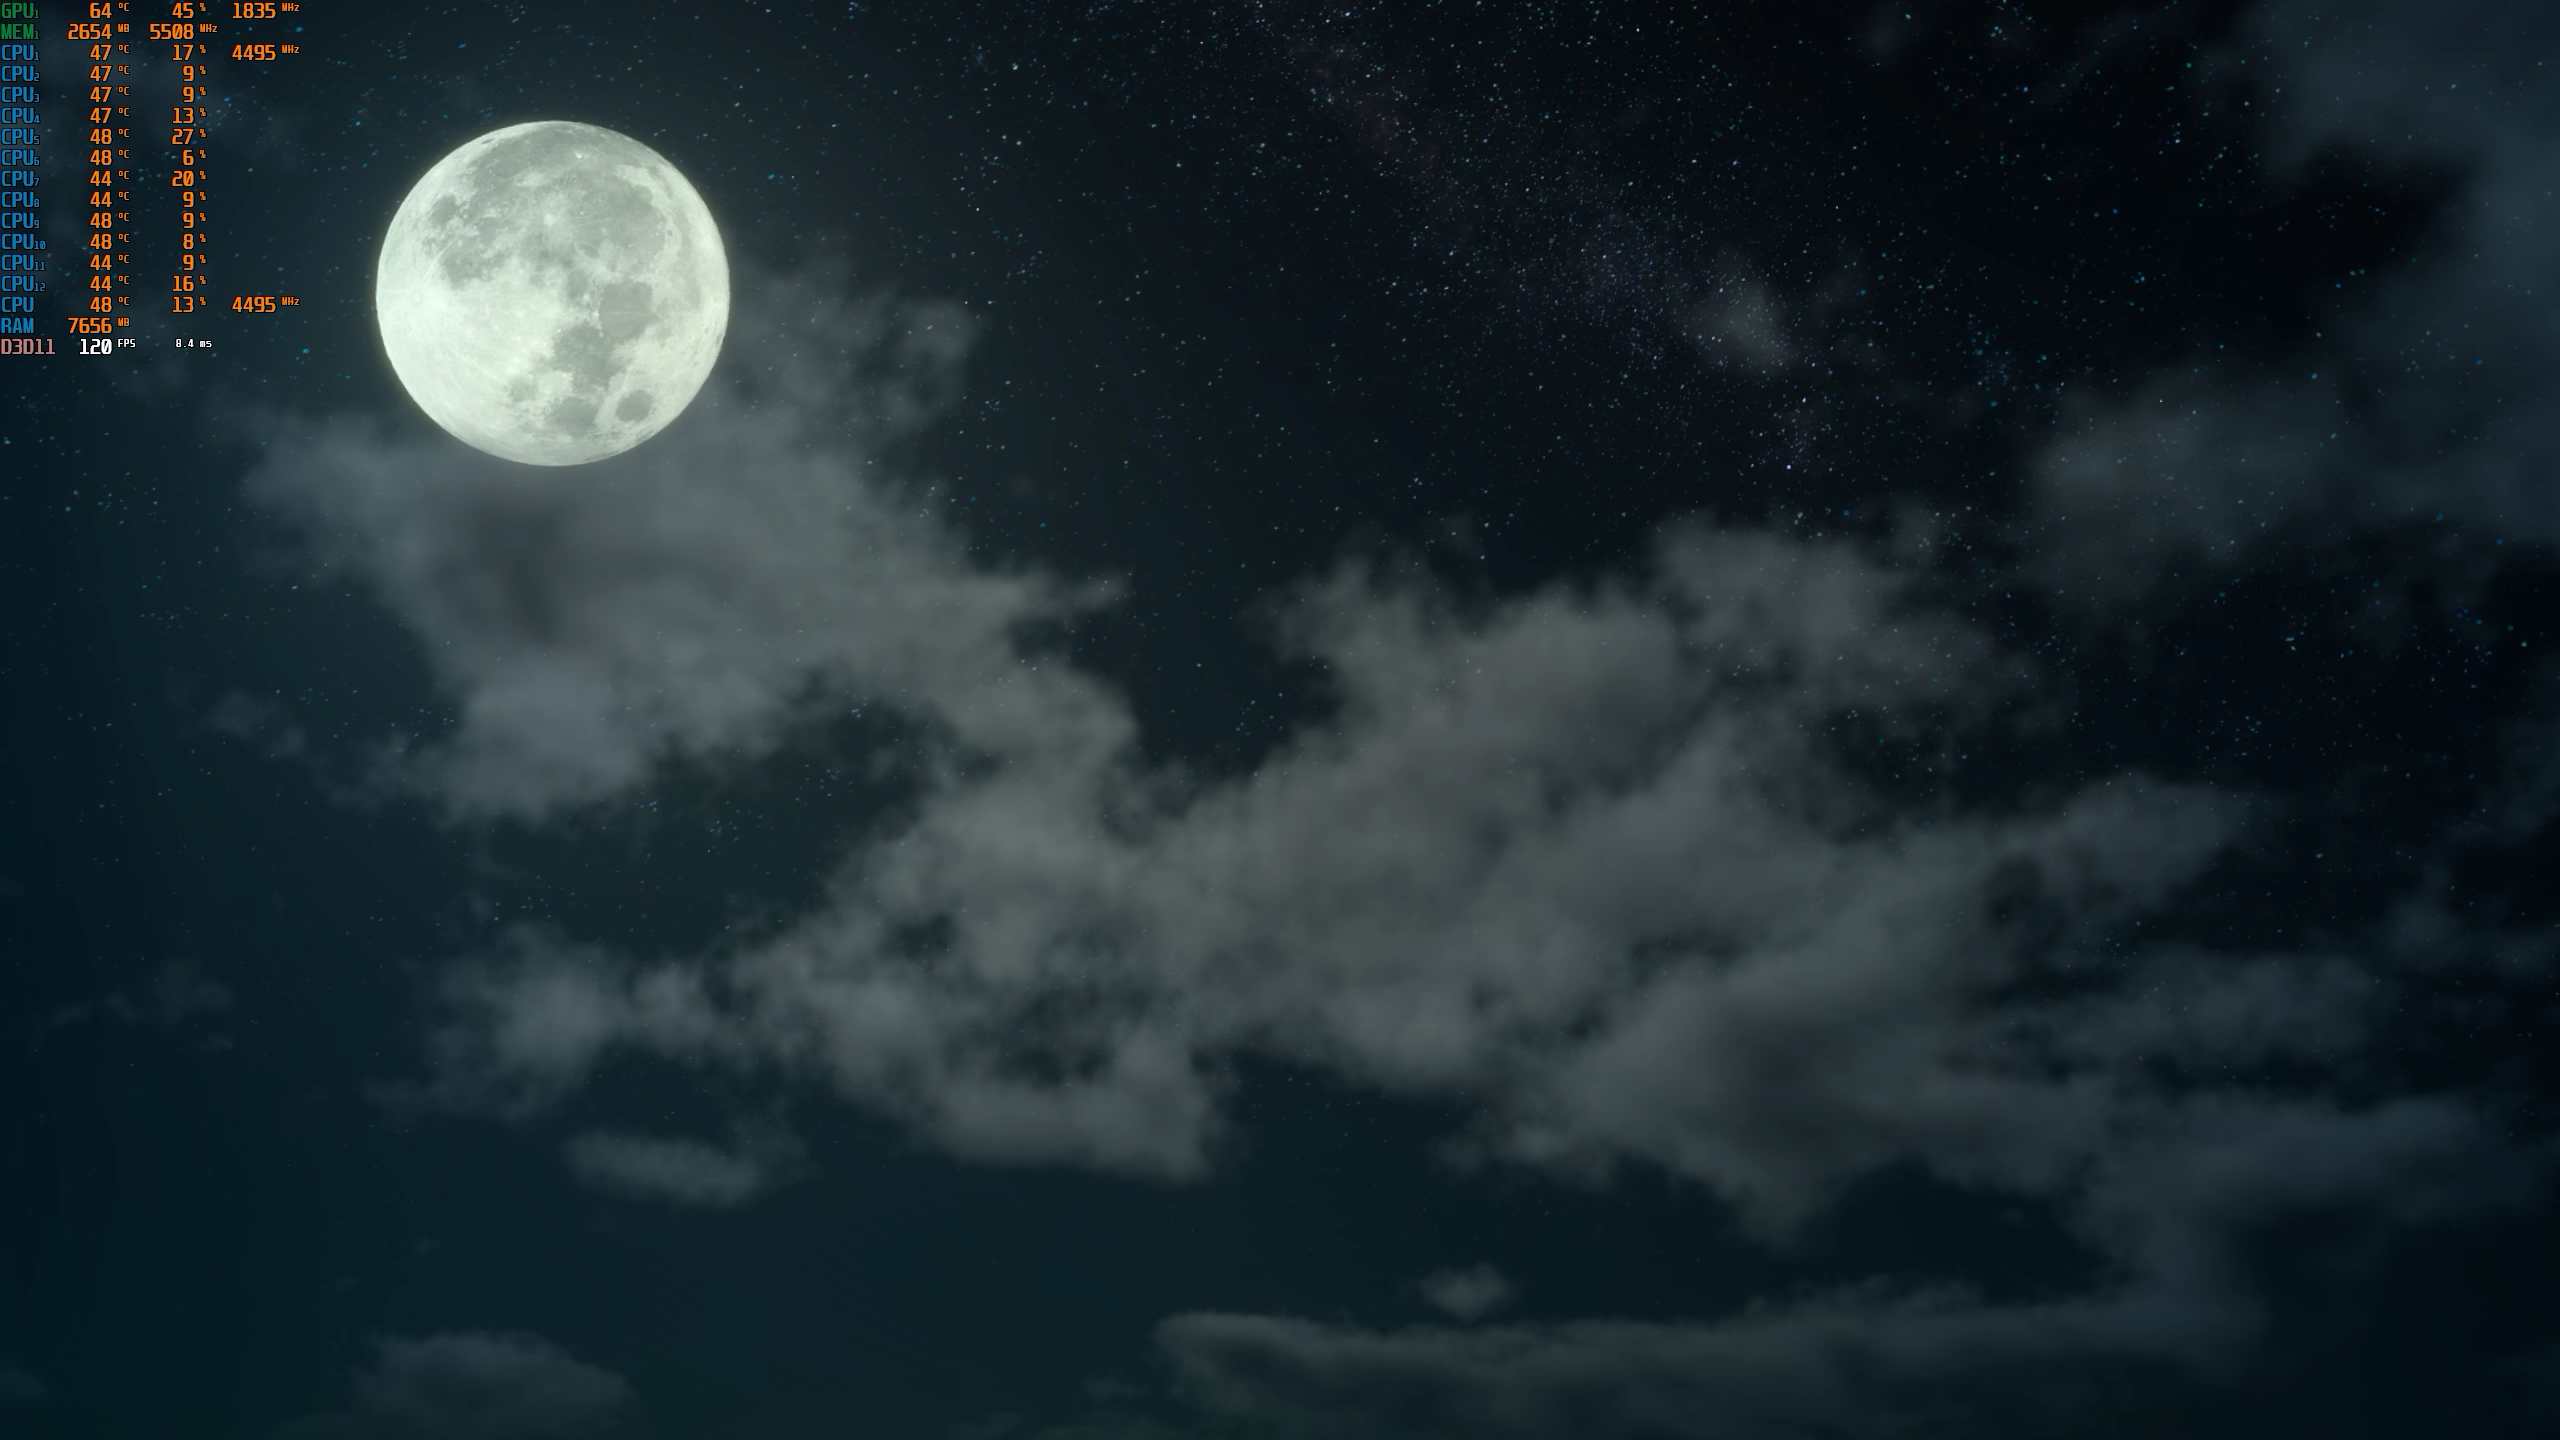 GPU1 64 °C 45 % 1835 MHz
MEM1 2654 MB 5508 MHz
CPU1 47 °C 17 % 4495 MHz
CPU2 47 °C 9 %
CPU3 47 °C 9 %
CPU4 47 °C 13 %
CPU5 48 °C 27 %
CPU6 48 °C 6 %
CPU7 44 °C 20 %
CPU8 44 °C 9 %
CPU9 48 °C 9 %
CPU10 48 °C 8 %
CPU11 44 °C 9 %
CPU12 44 °C 16 %
CPU 48 °C 13 % 4495 MHz
RAM 7656 MB
D3D11 120 FPS 8.4 ms